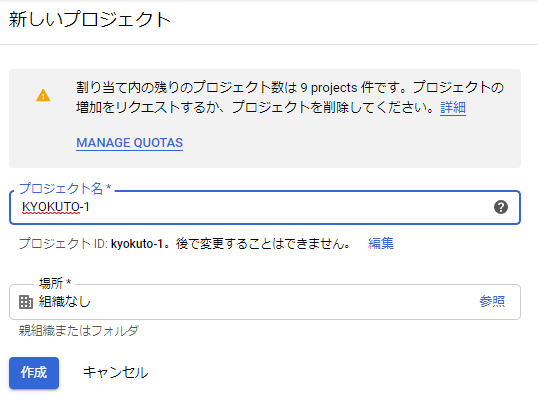 新しいプロジェクト
割り当て内の残りのプロジェクト数は 9 projects 件です。プロジェクトの
増加をリクエストするか、プロジェクトを削除してください。詳細
MANAGE QUOTAS
プロジェクト名 *
KYOKUTO-1
プロジェクト ID: kyokuto-1。後で変更することはできません。 編集
場所 *
組織なし 参照
親組織またはフォルダ
作成 キャンセル